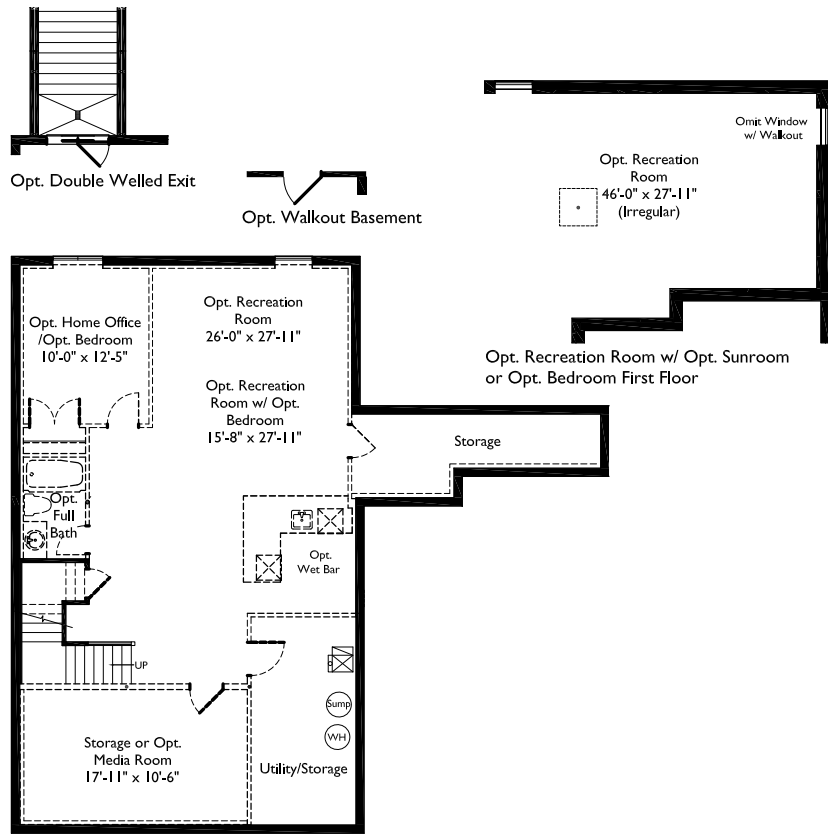 Opt. Double Welled Exit
Opt. Walkout Basement
Omit Window
w/ Walkout
Opt. Recreation
Room
46'-0" x 27'-11"
(Irregular)
Opt. Recreation Room w/ Opt. Sunroom
or Opt. Bedroom First Floor
Opt. Home Office
/Opt. Bedroom
10'-0" x 12'-5"
Opt. Recreation
Room
26'-0" x 27'-11"
Opt. Recreation
Room w/ Opt.
Bedroom
15'-8" x 27'-11"
Storage
Opt.
Full
Bath
Opt.
Wet Bar
UP
Sump
WH
Storage or Opt.
Media Room
17'-11" x 10'-6"
Utility/Storage